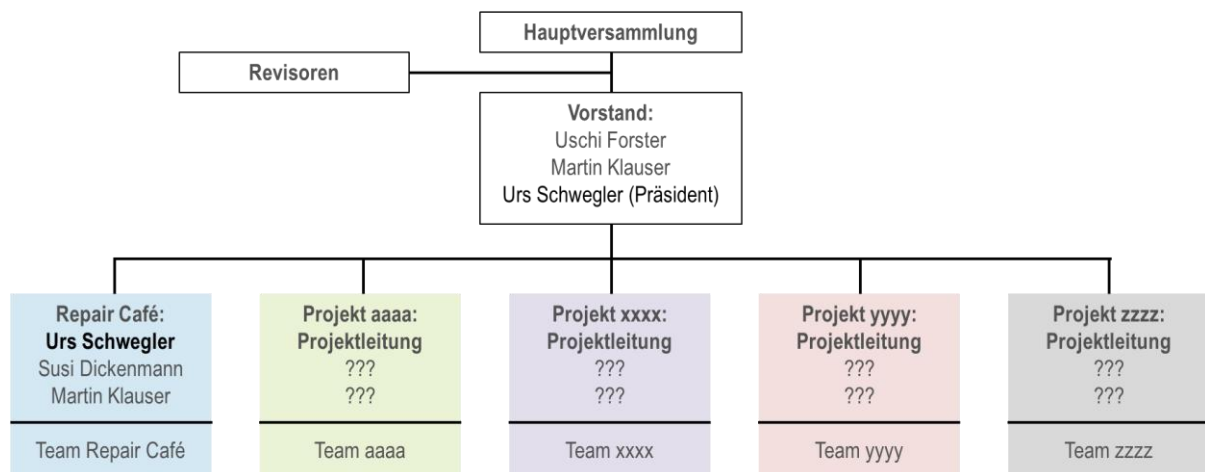 Hauptversammlung
Revisoren
Vorstand:
Uschi Forster
Martin Klauser
Urs Schwegler (Präsident)
Repair Café:
Urs Schwegler
Susi Dickenmann
Martin Klauser
Team Repair Café
Projekt aaaa:
Projektleitung
???
???
Team aaaa
Projekt xxxx:
Projektleitung
???
???
Team xxxx
Projekt yyyy:
Projektleitung
???
???
Team yyyy
Projekt zzzz:
Projektleitung
???
???
Team zzzz